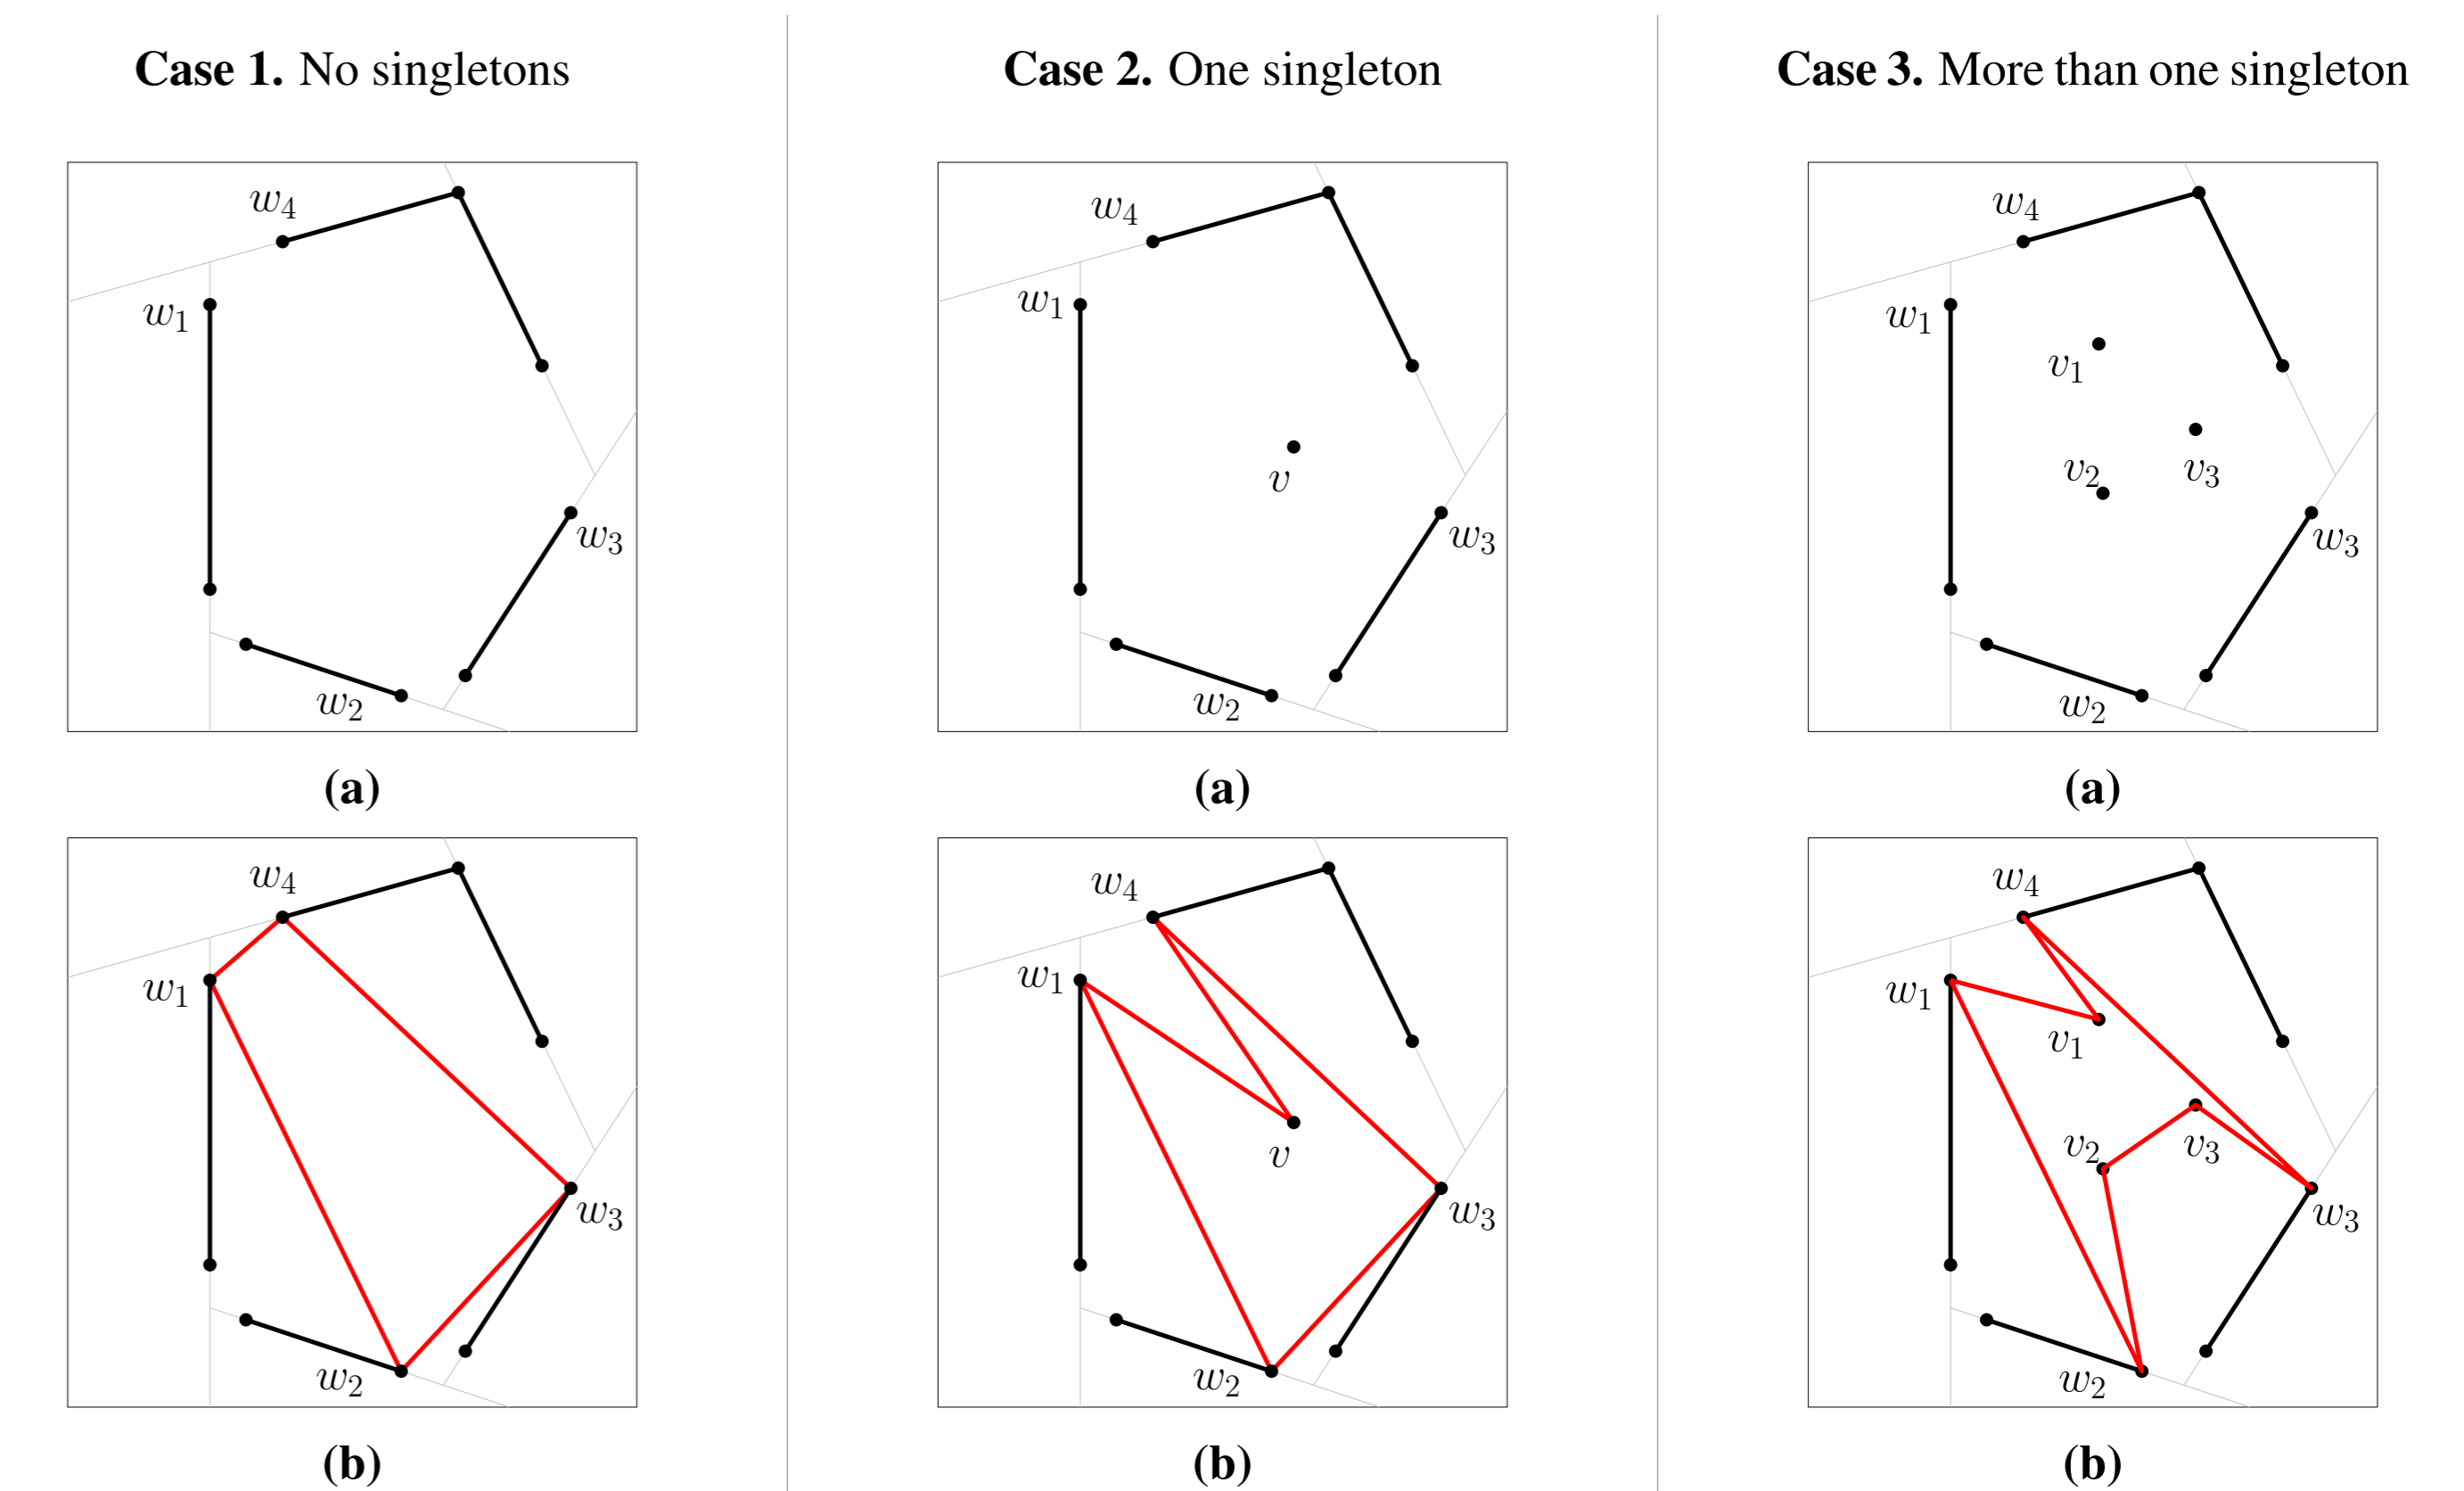 Case 1. No singletons
w4
w1
w3
w2
(a)
w4
w1
w3
w2
(b)
Case 2. One singleton
w4
w1
v
w3
w2
(a)
w4
w1
v
w3
w2
(b)
Case 3. More than one singleton
w4
w1
v1
v2
v3
w3
w2
(a)
w4
w1
v1
v2
v3
w3
w2
(b)